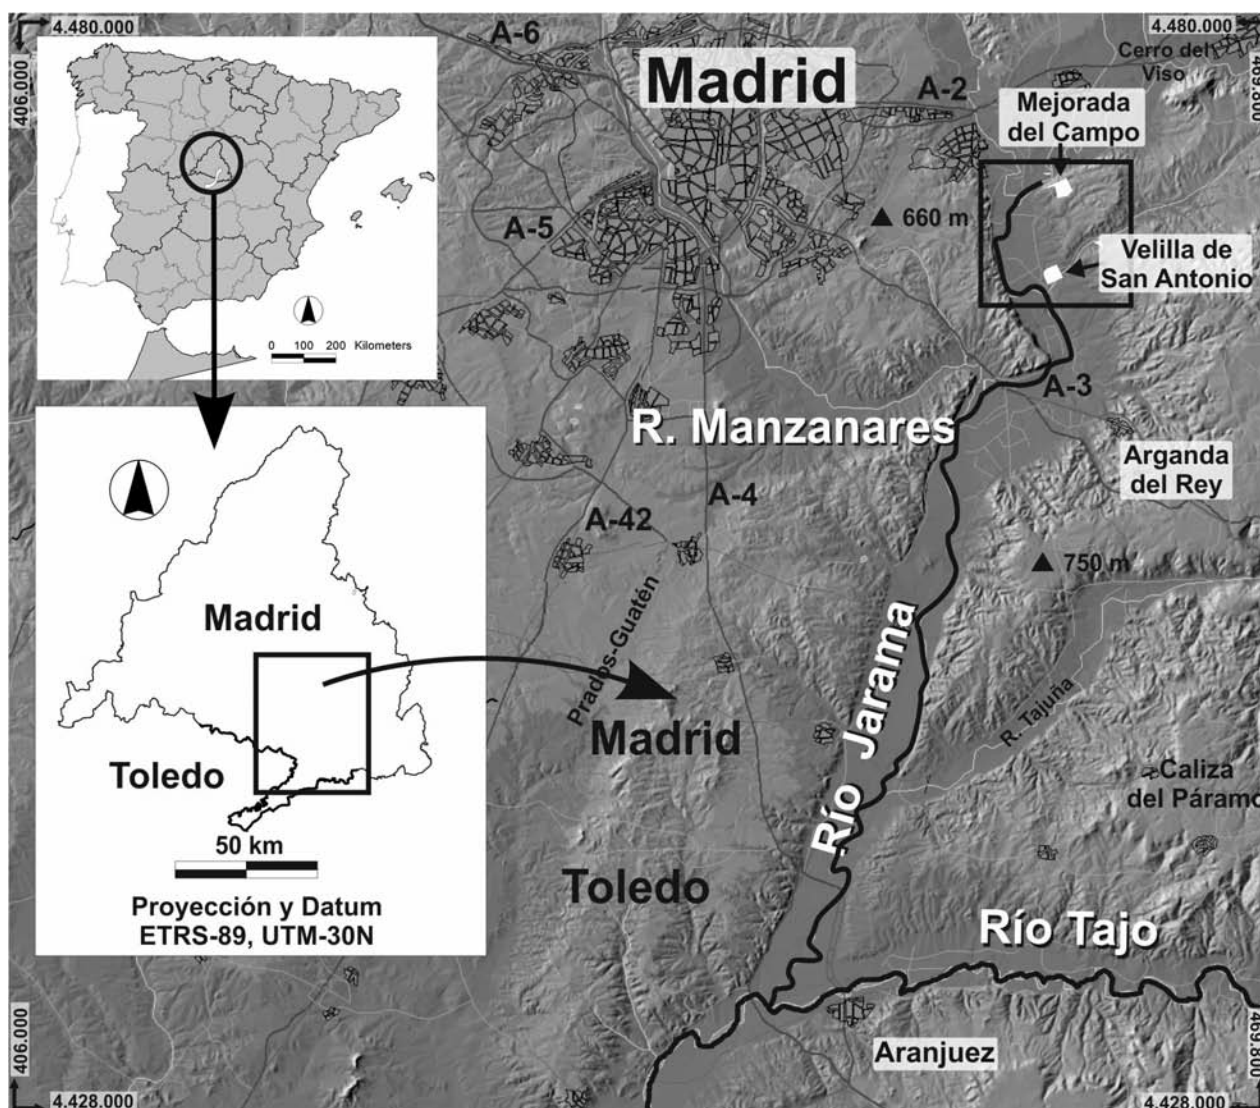 4.480.000
4.480.000
406.000
469.800
A-6
Madrid
A-2
Cerro del
Viso
Mejorada
del Campo
A-5
660 m
Velilla de
San Antonio
0 100 200 Kilometers
A-3
R. Manzanares
Arganda
del Rey
A-4
A-42
750 m
Prados-Guatén
Río Jarama
R. Tajuña
Madrid
Madrid
Toledo
50 km
Proyección y Datum
ETRS-89, UTM-30N
Caliza
del Páramo
Toledo
Río Tajo
Aranjuez
406.000
469.800
4.428.000
4.428.000